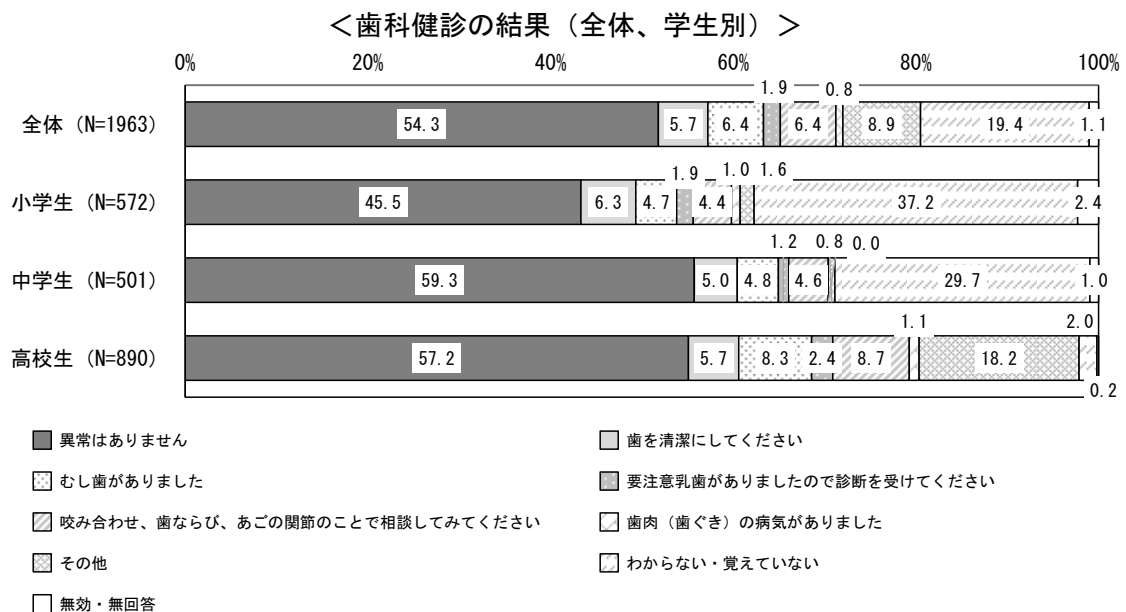 ＜歯科健診の結果（全体、学生別）＞
0% 20% 40% 60% 80% 100%
1.9 0.8
全体（N=1963） 54.3 5.7 6.4 6.4 8.9 19.4 1.1
1.9 1.0 1.6
小学生（N=572） 45.5 6.3 4.7 4.4 37.2 2.4
1.2 0.8 0.0
中学生（N=501） 59.3 5.0 4.8 4.6 29.7 1.0
1.1 2.0
高校生（N=890） 57.2 5.7 8.3 2.4 8.7 18.2
0.2
異常はありません 歯を清潔にしてください
むし歯がありました 要注意乳歯がありましたので診断を受けてください
咬み合わせ、歯ならび、あごの関節のことで相談してみてください 歯肉（歯ぐき）の病気がありました
その他 わからない・覚えていない
無効・無回答